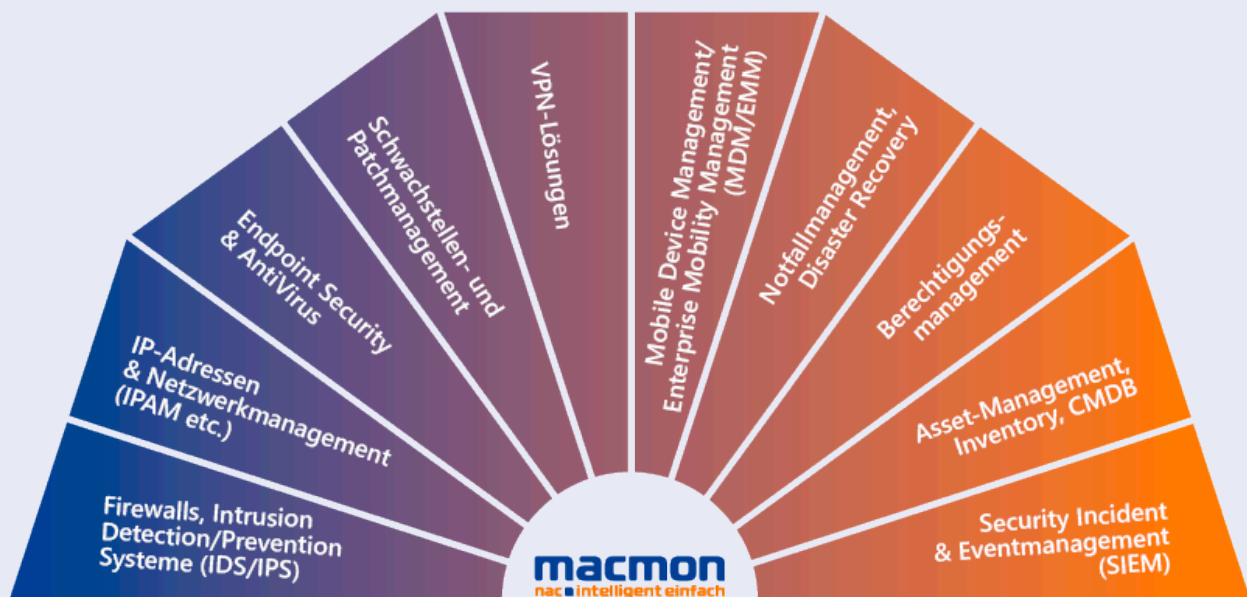 Firewalls, Intrusion
Detection/Prevention
Systeme (IDS/IPS)
IP-Adressen
& Netzwerkmanagement
(IPAM etc.)
Endpoint Security
& AntiVirus
Schwachstellen- und
Patchmanagement
VPN-Lösungen
Mobile Device Management/
Enterprise Mobility Management
(MDM/EMM)
Notfallmanagement,
Disaster Recovery
Berechtigungs-
management
Asset-Management,
Inventory, CMDB
Security Incident
& Eventmanagement
(SIEM)
macmon
nac intelligent einfach